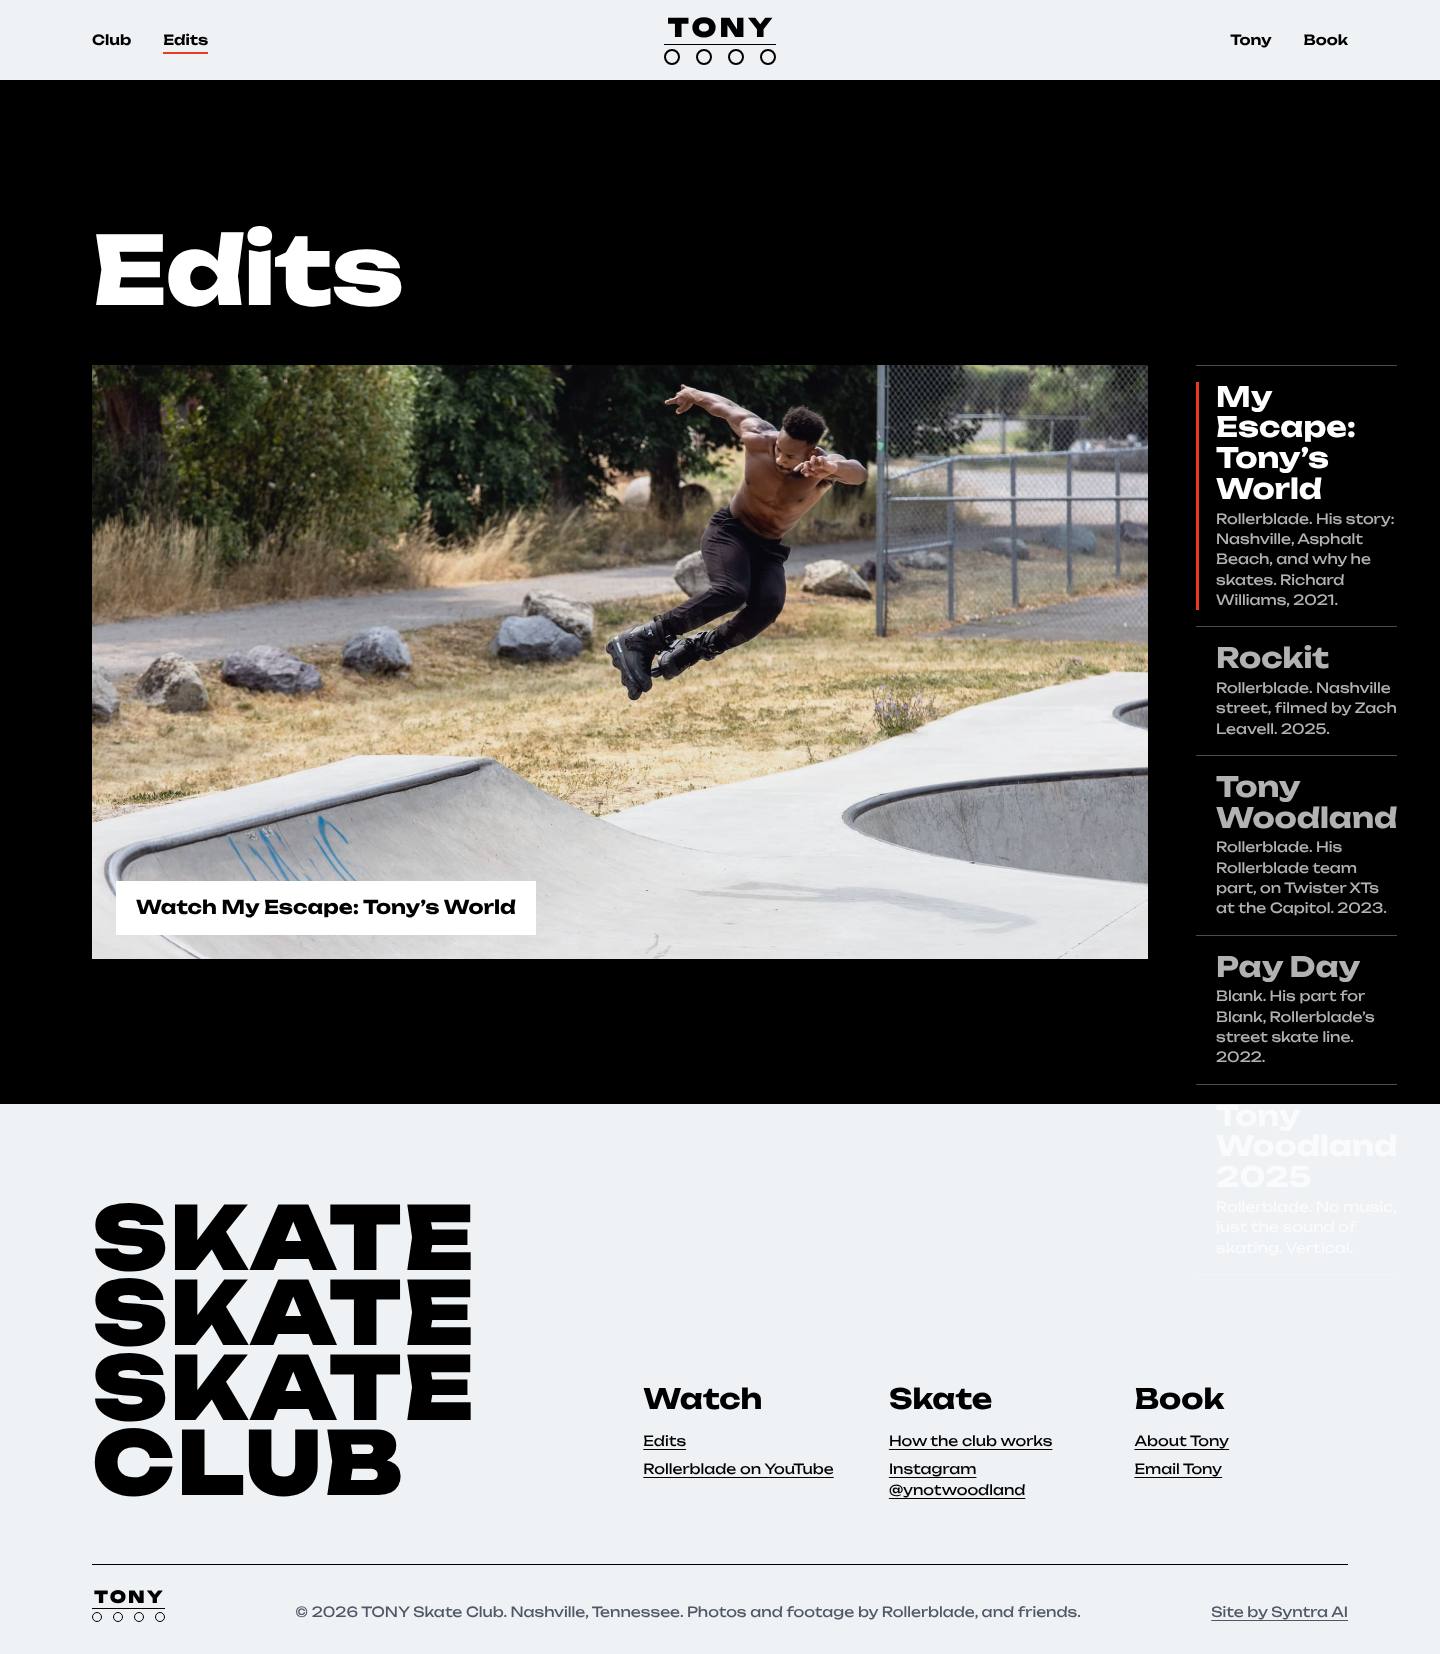 Club
Edits
TONY
Tony
Book
Edits
My
Escape:
Tony’s
World
Rollerblade. His story:
Nashville, Asphalt
Beach, and why he
skates. Richard
Williams, 2021.
Rockit
Rollerblade. Nashville
street, filmed by Zach
Leavell. 2025.
Tony
Woodland
Rollerblade. His
Rollerblade team
part, on Twister XTs
at the Capitol. 2023.
Pay Day
Blank. His part for
Blank, Rollerblade’s
street skate line.
2022.
Tony
Woodland
2025
Rollerblade. No music,
just the sound of
skating. Vertical.
Watch My Escape: Tony’s World
SKATE
SKATE
SKATE
CLUB
Watch
Edits
Rollerblade on YouTube
Skate
How the club works
Instagram
@ynotwoodland
Book
About Tony
Email Tony
TONY
© 2026 TONY Skate Club. Nashville, Tennessee. Photos and footage by Rollerblade, and friends.
Site by Syntra AI